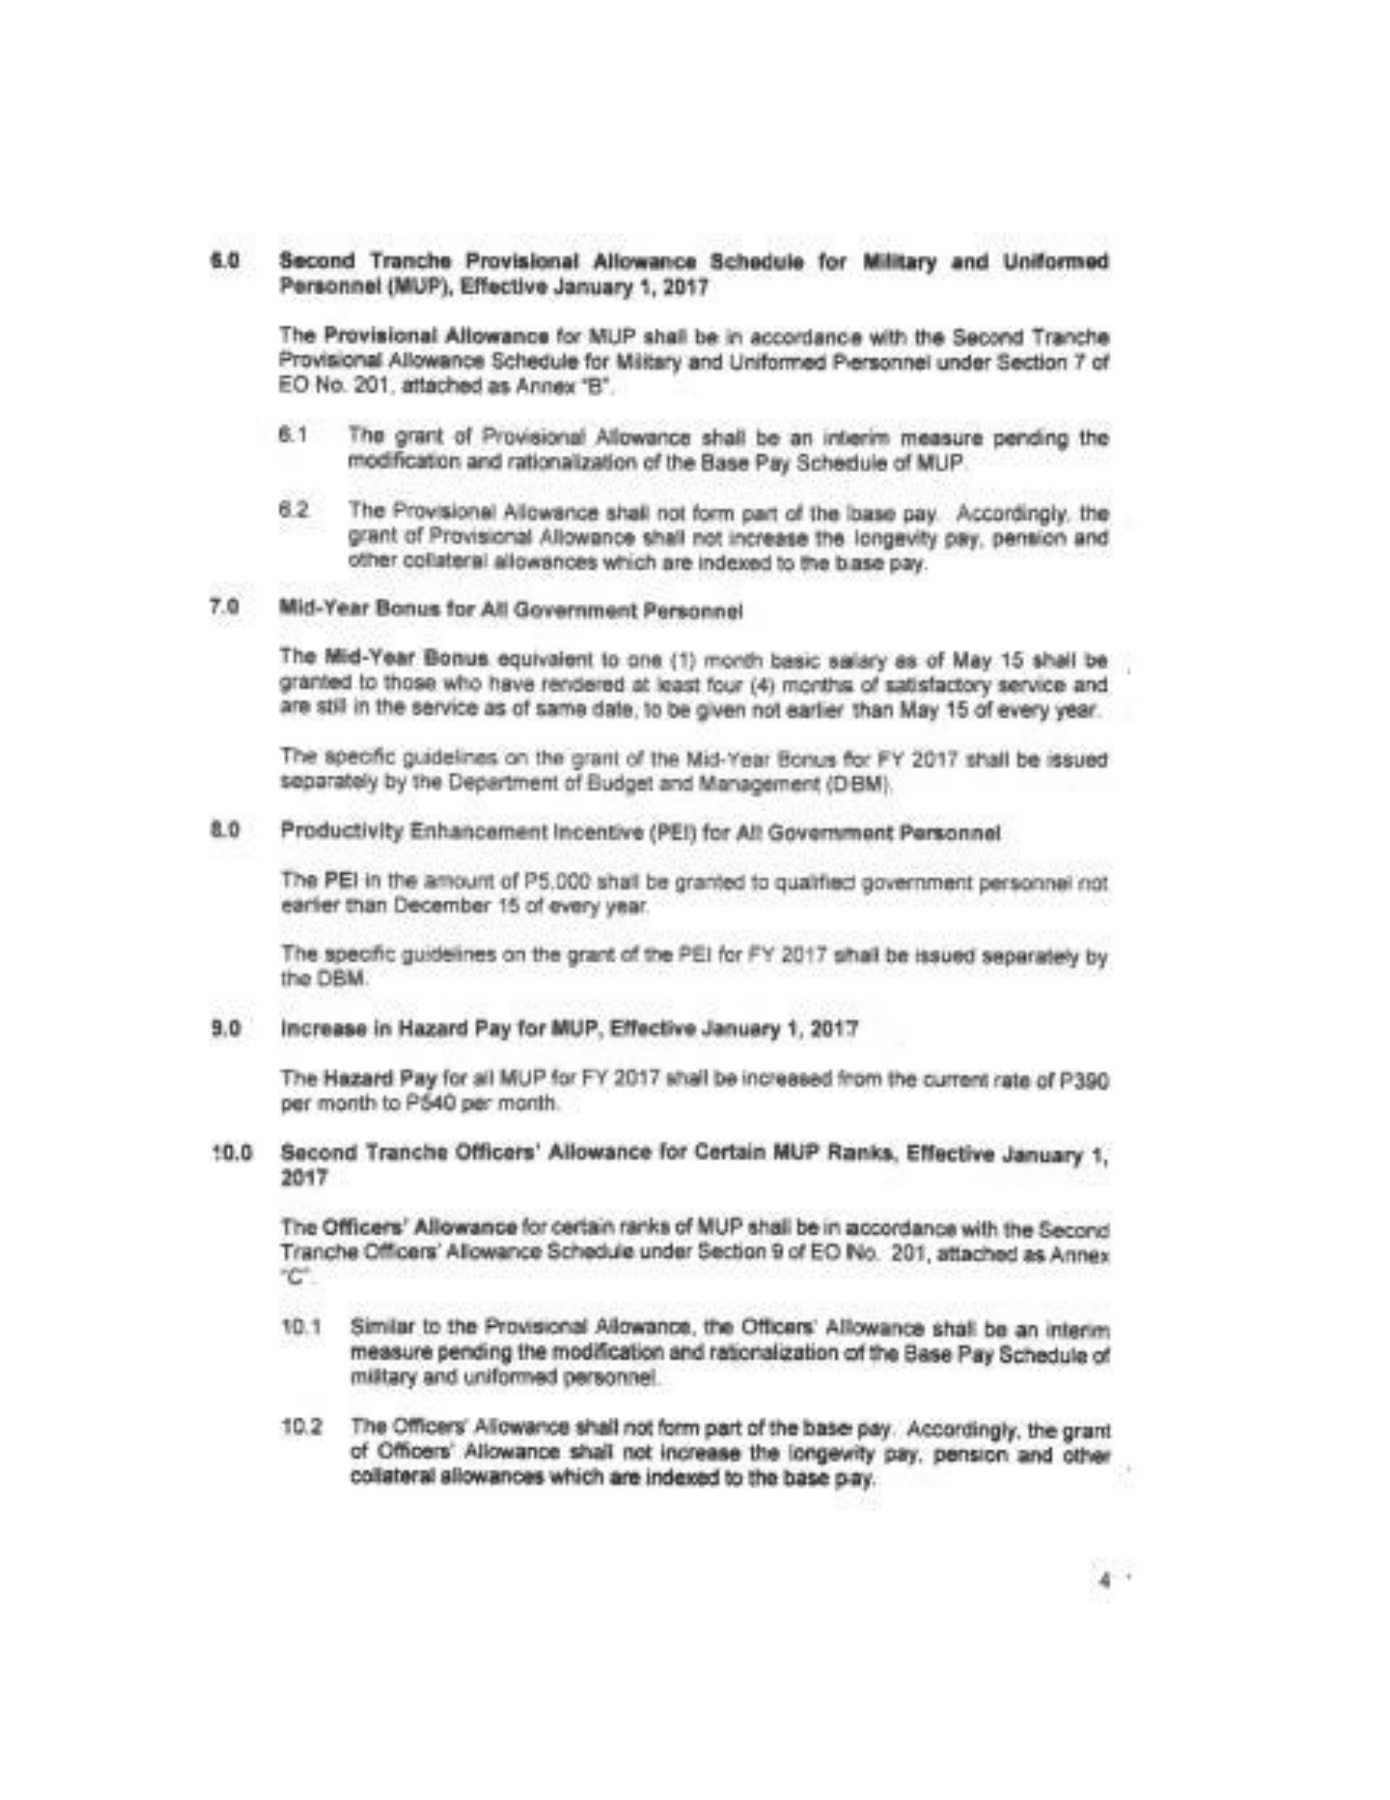 6.0 Second Tranche Provisional Allowance Schedule for Military and Uniformed
Personnel (MUP), Effective January 1, 2017
The Provisional Allowance for MUP shall be in accordance with the Second Tranche
Provisional Allowance Schedule for Military and Uniformed Personnel under Section 7 of
EO No. 201, attached as Annex "B".
6.1 The grant of Provisional Allowance shall be an interim measure pending the
modification and rationalization of the Base Pay Schedule of MUP.
6.2 The Provisional Allowance shall not form part of the base pay. Accordingly, the
grant of Provisional Allowance shall not increase the longevity pay, pension and
other collateral allowances which are indexed to the base pay.
7.0 Mid-Year Bonus for All Government Personnel
The Mid-Year Bonus equivalent to one (1) month basic salary as of May 15 shall be
granted to those who have rendered at least four (4) months of satisfactory service and
are still in the service as of same date, to be given not earlier than May 15 of every year.
The specific guidelines on the grant of the Mid-Year Bonus for FY 2017 shall be issued
separately by the Department of Budget and Management (DBM).
8.0 Productivity Enhancement Incentive (PEI) for All Government Personnel
The PEI in the amount of P5,000 shall be granted to qualified government personnel not
earlier than December 15 of every year.
The specific guidelines on the grant of the PEI for FY 2017 shall be issued separately by
the DBM.
9.0 Increase in Hazard Pay for MUP, Effective January 1, 2017
The Hazard Pay for all MUP for FY 2017 shall be increased from the current rate of P390
per month to P540 per month.
10.0 Second Tranche Officers' Allowance for Certain MUP Ranks, Effective January 1,
2017
The Officers' Allowance for certain ranks of MUP shall be in accordance with the Second
Tranche Officers' Allowance Schedule under Section 9 of EO No. 201, attached as Annex
"C".
10.1 Similar to the Provisional Allowance, the Officers' Allowance shall be an interim
measure pending the modification and rationalization of the Base Pay Schedule of
military and uniformed personnel.
10.2 The Officers' Allowance shall not form part of the base pay. Accordingly, the grant
of Officers' Allowance shall not increase the longevity pay, pension and other
collateral allowances which are indexed to the base pay.
4